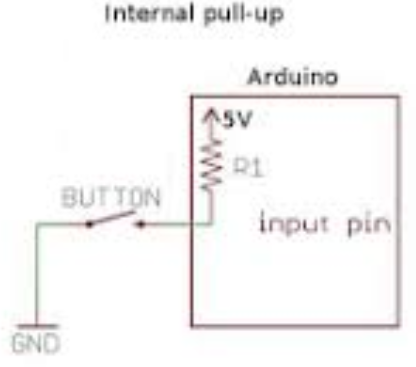 Internal pull-up
Arduino
5V
R1
BUTTON
input pin
GND